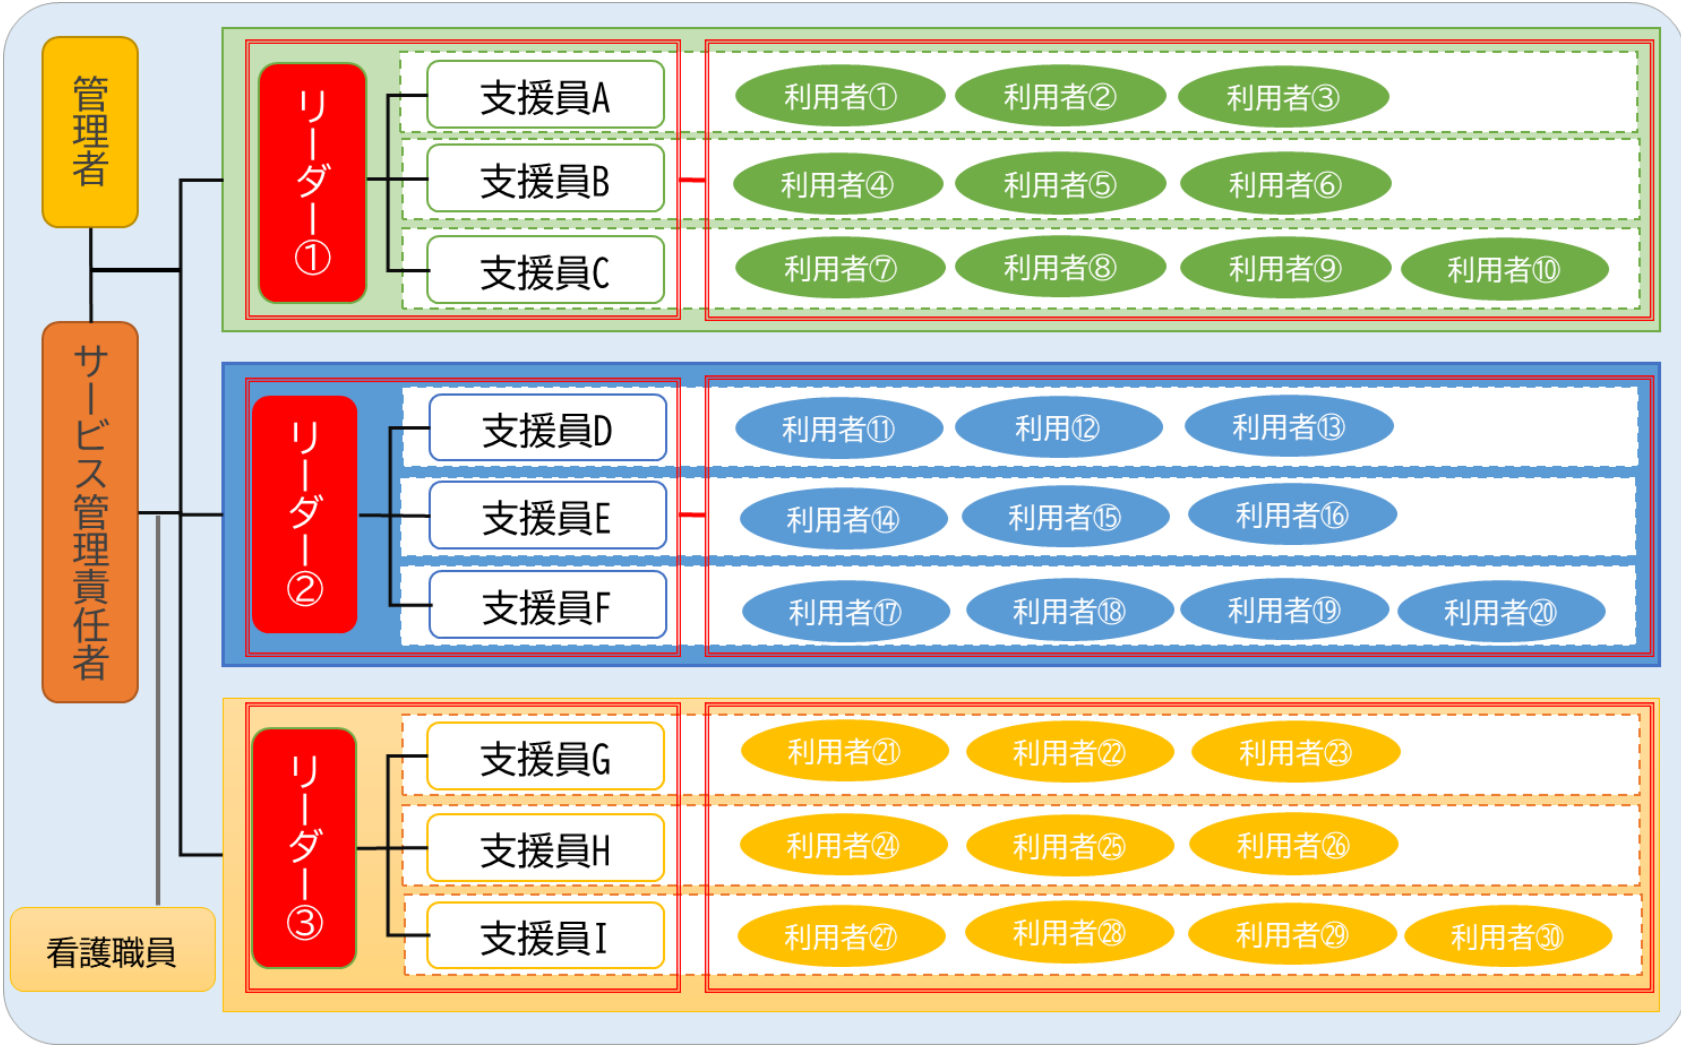 管理者
サービス管理責任者
看護職員
リーダー①
支援員A
利用者① 利用者② 利用者③
支援員B
利用者④ 利用者⑤ 利用者⑥
支援員C
利用者⑦ 利用者⑧ 利用者⑨ 利用者⑩
リーダー②
支援員D
利用者⑪ 利用⑫ 利用者⑬
支援員E
利用者⑭ 利用者⑮ 利用者⑯
支援員F
利用者⑰ 利用者⑱ 利用者⑲ 利用者⑳
リーダー③
支援員G
利用者㉑ 利用者㉒ 利用者㉓
支援員H
利用者㉔ 利用者㉕ 利用者㉖
支援員I
利用者㉗ 利用者㉘ 利用者㉙ 利用者㉚